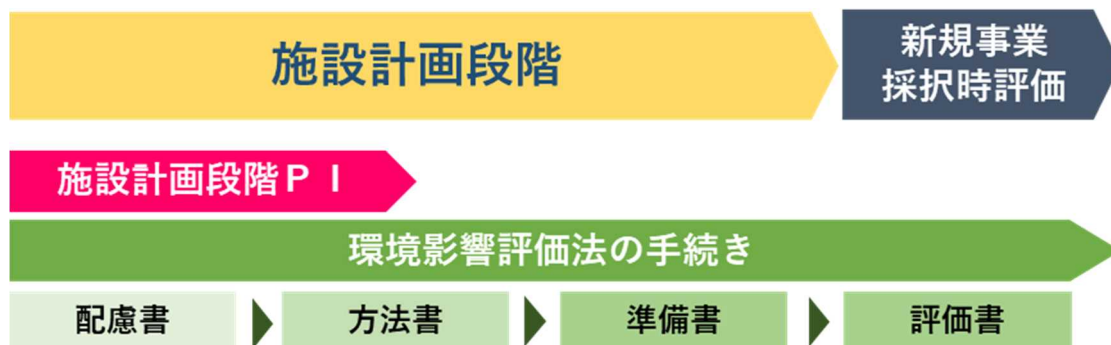 施設計画段階
新規事業
採択時評価
施設計画段階ＰＩ
環境影響評価法の手続き
配慮書
方法書
準備書
評価書